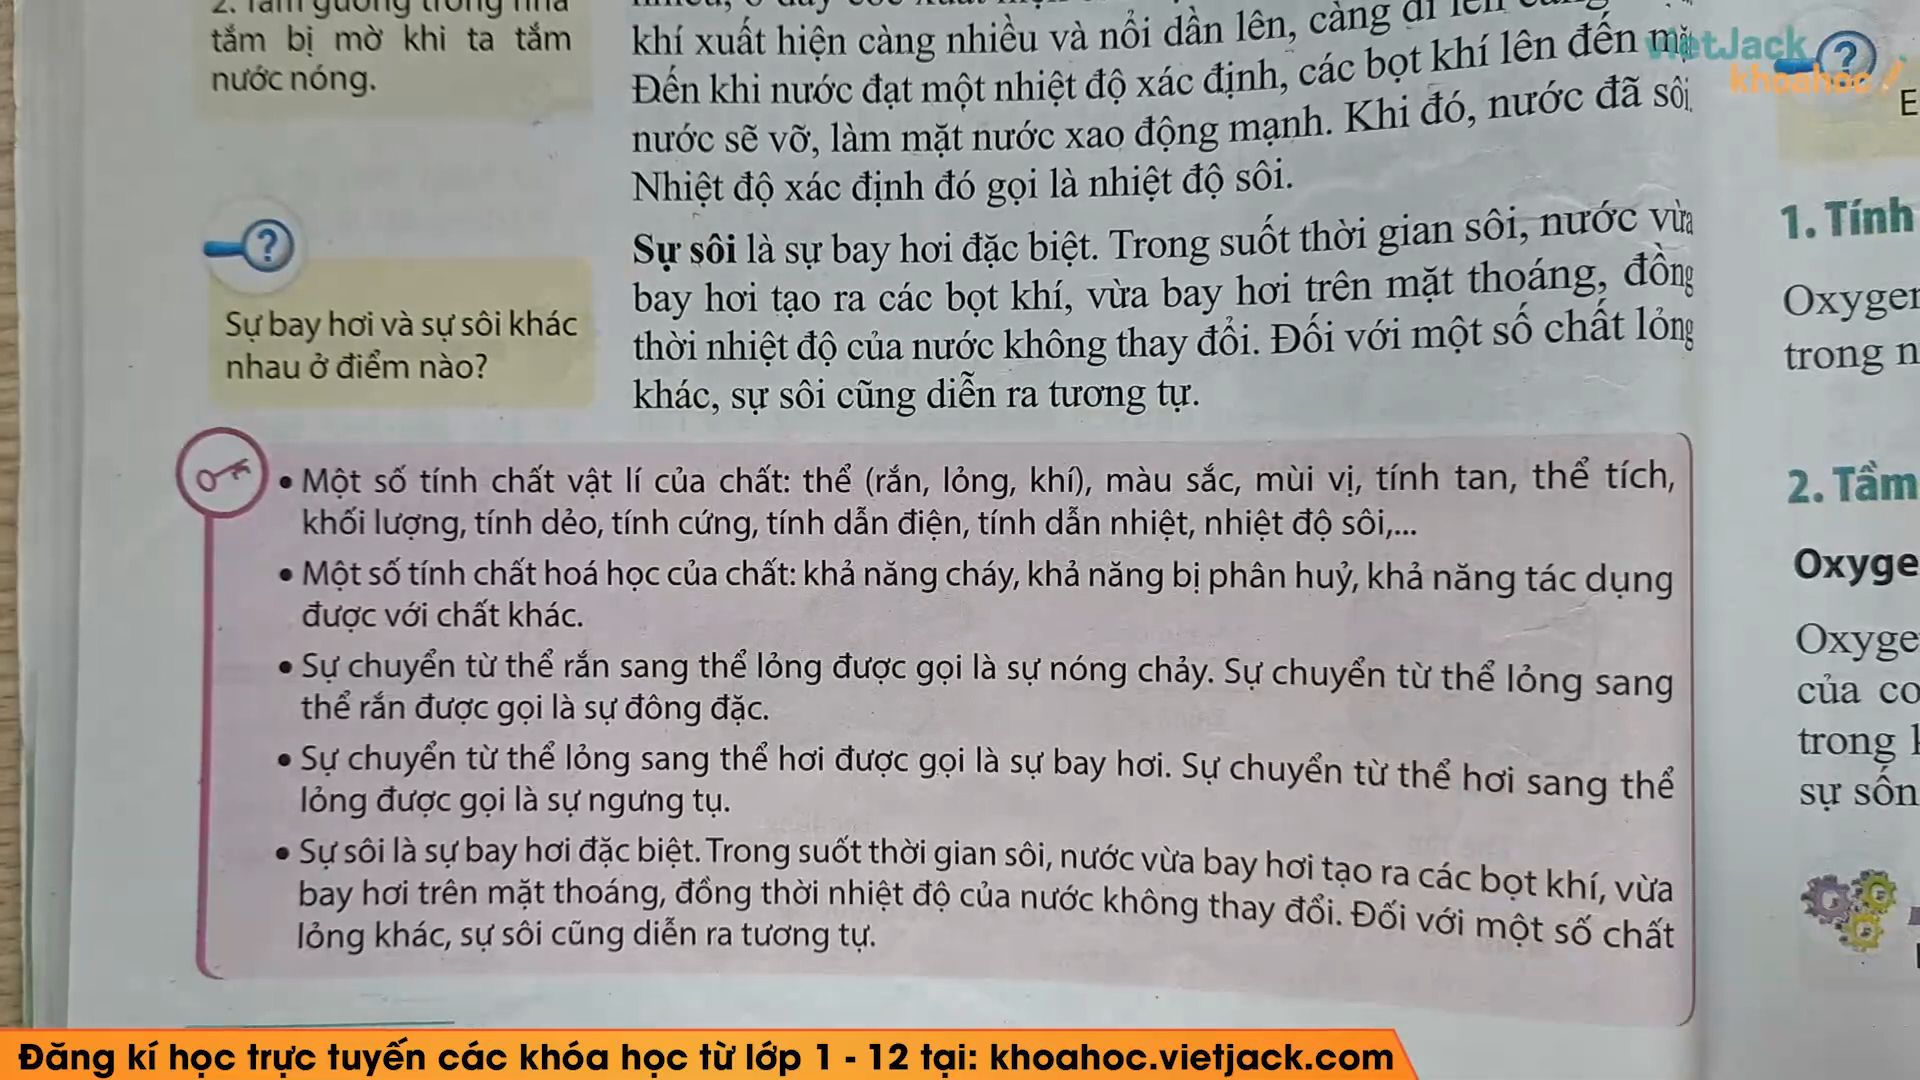 tắm bị mờ khi ta tắm
nước nóng.
Sự bay hơi và sự sôi khác
nhau ở điểm nào?
khí xuất hiện càng nhiều và nổi dần lên, càng đi lên
Đến khi nước đạt một nhiệt độ xác định, các bọt khí lên đến
nước sẽ vỡ, làm mặt nước xao động mạnh. Khi đó, nước đã sôi.
Nhiệt độ xác định đó gọi là nhiệt độ sôi.
Sự sôi là sự bay hơi đặc biệt. Trong suốt thời gian sôi, nước vừa
bay hơi tạo ra các bọt khí, vừa bay hơi trên mặt thoáng, đồng
thời nhiệt độ của nước không thay đổi. Đối với một số chất lỏng
khác, sự sôi cũng diễn ra tương tự.
• Một số tính chất vật lí của chất: thể (rắn, lỏng, khí), màu sắc, mùi vị, tính tan, thể tích,
khối lượng, tính dẻo, tính cứng, tính dẫn điện, tính dẫn nhiệt, nhiệt độ sôi,...
• Một số tính chất hoá học của chất: khả năng cháy, khả năng bị phân huỷ, khả năng tác dụng
được với chất khác.
• Sự chuyển từ thể rắn sang thể lỏng được gọi là sự nóng chảy. Sự chuyển từ thể lỏng sang
thể rắn được gọi là sự đông đặc.
• Sự chuyển từ thể lỏng sang thể hơi được gọi là sự bay hơi. Sự chuyển từ thể hơi sang thể
lỏng được gọi là sự ngưng tụ.
• Sự sôi là sự bay hơi đặc biệt. Trong suốt thời gian sôi, nước vừa bay hơi tạo ra các bọt khí, vừa
bay hơi trên mặt thoáng, đồng thời nhiệt độ của nước không thay đổi. Đối với một số chất
lỏng khác, sự sôi cũng diễn ra tương tự.
VietJack
khoahoc
E
1. Tính
Oxygen
trong n
2. Tầm
Oxyge
Oxyge
của co
trong
sự sốn
Đăng kí học trực tuyến các khóa học từ lớp 1 - 12 tại: khoahoc.vietjack.com